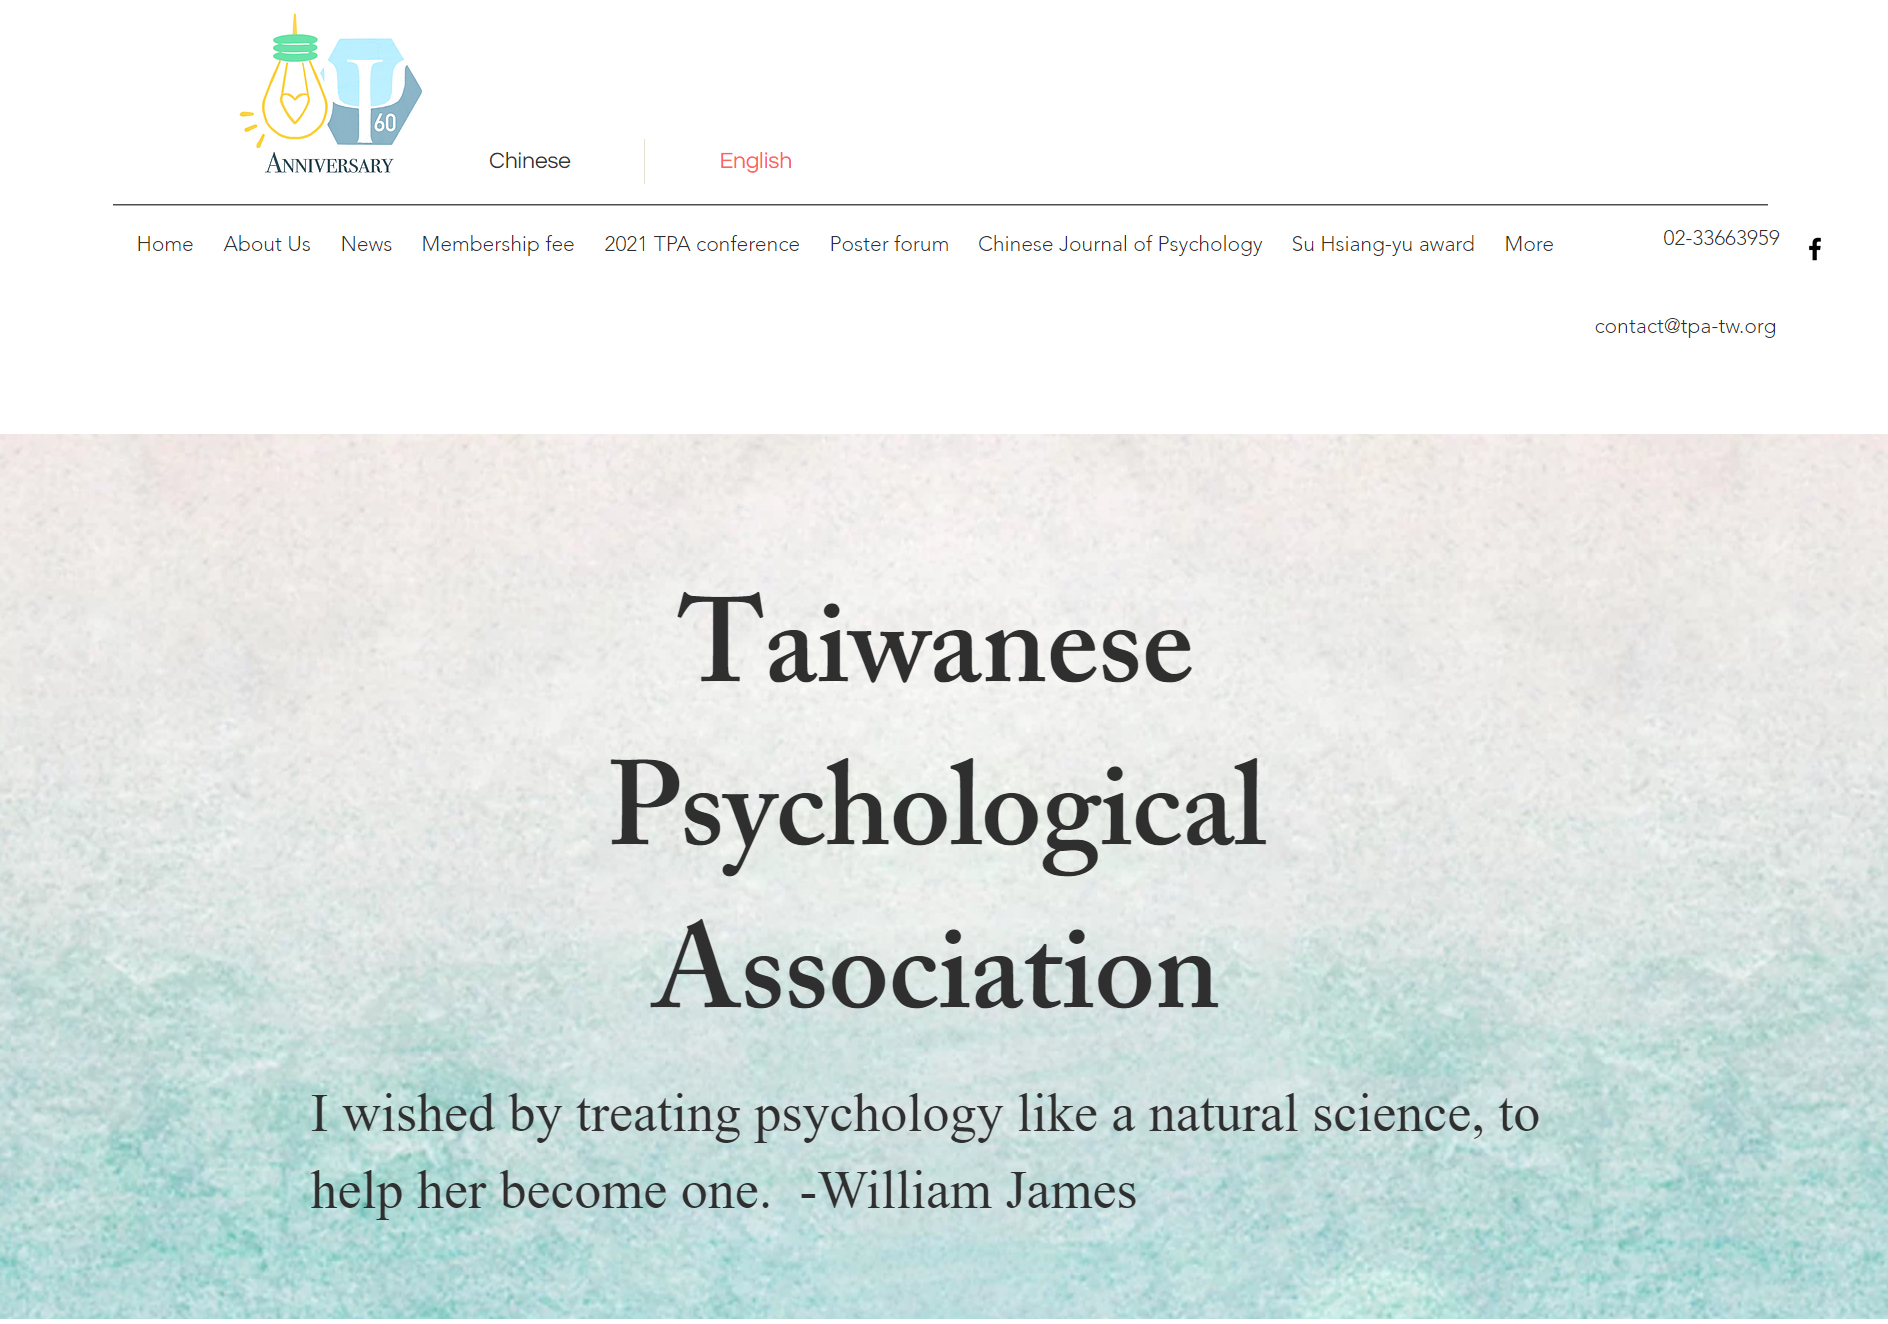 Ψ
60
ANNIVERSARY
Chinese
English
Home About Us News Membership fee 2021 TPA conference Poster forum Chinese Journal of Psychology Su Hsiang-yu award More
02-33663959
f
contact@tpa-tw.org
Taiwanese
Psychological
Association
I wished by treating psychology like a natural science, to
help her become one.  -William James